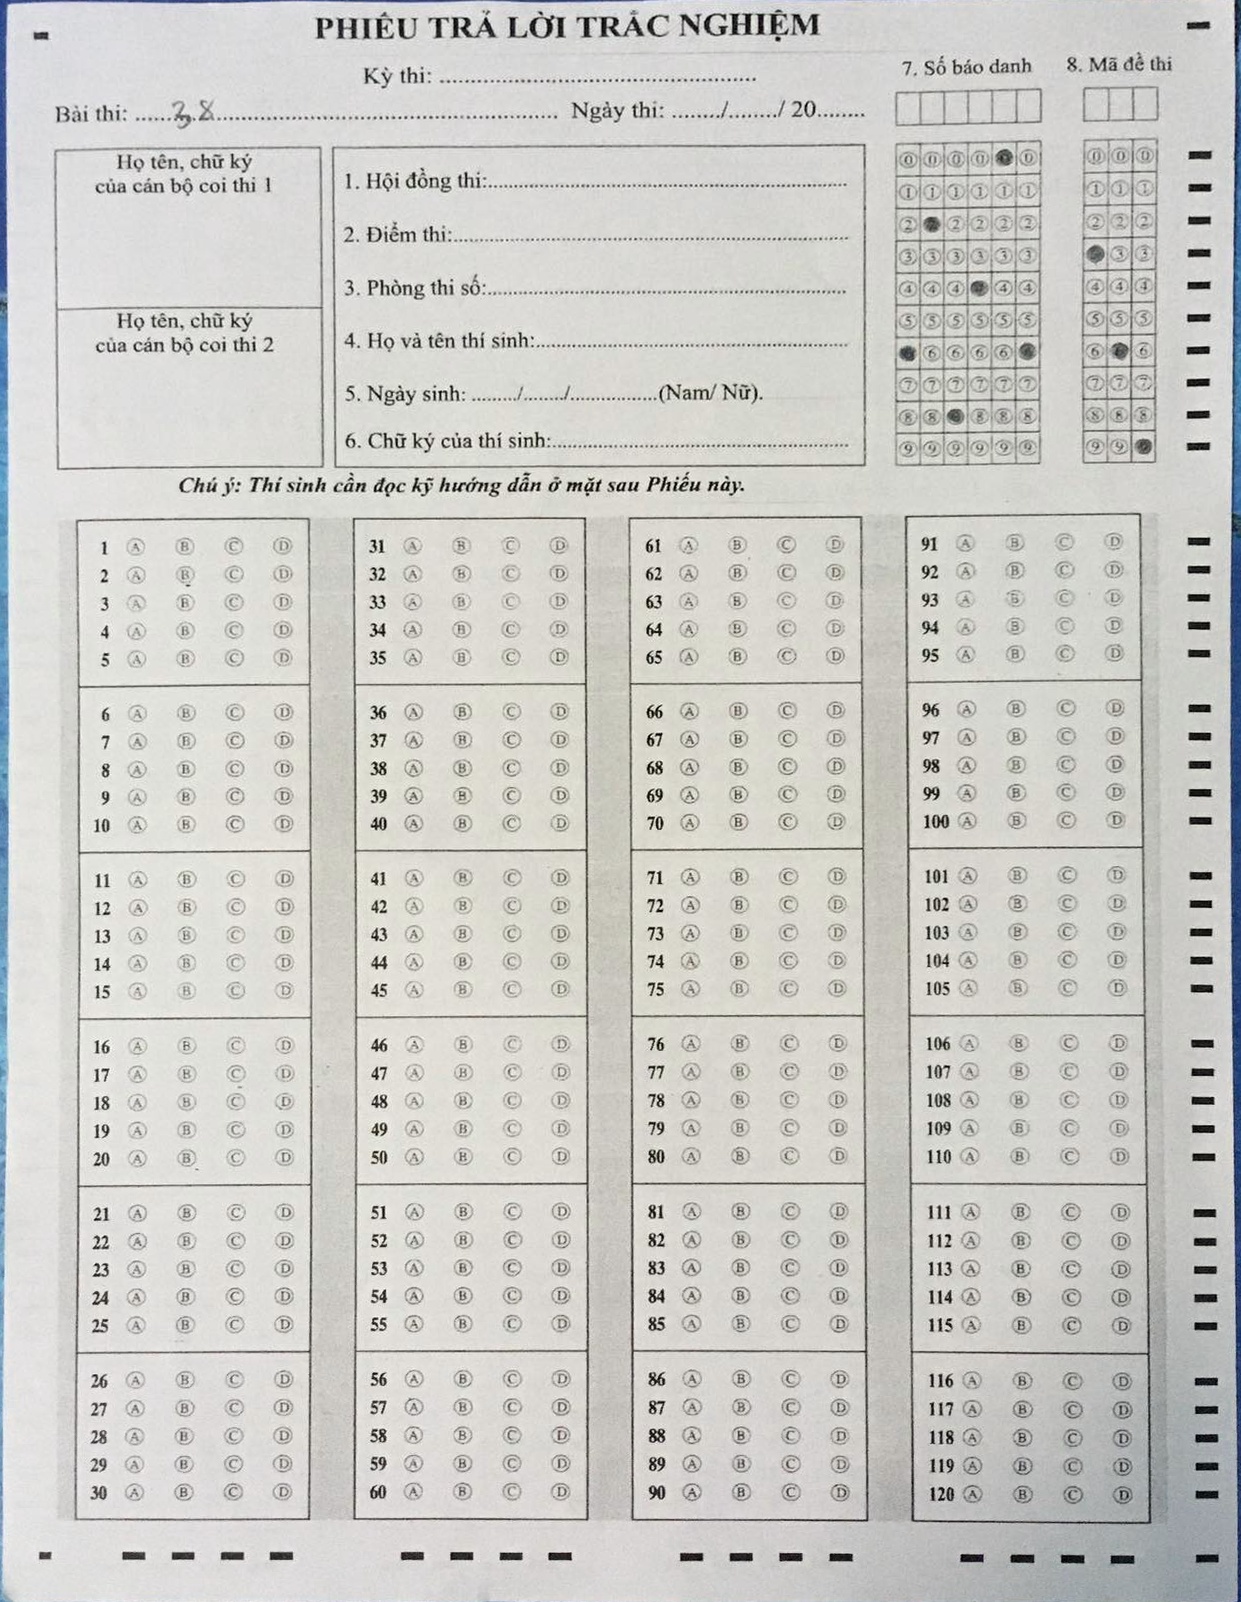 PHIẾU TRẢ LỜI TRẮC NGHIỆM
Kỳ thi: ..................................................
Bài thi: ......38...................................................... Ngày thi: ......../......../ 20........
7. Số báo danh
8. Mã đề thi
Họ tên, chữ ký
của cán bộ coi thi 1
Họ tên, chữ ký
của cán bộ coi thi 2
1. Hội đồng thi:..................................................
2. Điểm thi:..................................................
3. Phòng thi số:..................................................
4. Họ và tên thí sinh:..................................................
5. Ngày sinh: ......../......../..................(Nam/ Nữ).
6. Chữ ký của thí sinh:..................................................
0 0 0 0 0 0 0 0
1 1 1 1 1 1 1 1 1
2 2 2 2 2 2 2 2
3 3 3 3 3 3 3 3
4 4 4 4 4 4 4 4
5 5 5 5 5 5 5 5 5
6 6 6 6 6 6
7 7 7 7 7 7 7 7 7
8 8 8 8 8 8 8 8
9 9 9 9 9 9 9 9
Chú ý: Thí sinh cần đọc kỹ hướng dẫn ở mặt sau Phiếu này.
1 A B C D 31 A B C D 61 A B C D 91 A B C D
2 A B C D 32 A B C D 62 A B C D 92 A B C D
3 A B C D 33 A B C D 63 A B C D 93 A B C D
4 A B C D 34 A B C D 64 A B C D 94 A B C D
5 A B C D 35 A B C D 65 A B C D 95 A B C D
6 A B C D 36 A B C D 66 A B C D 96 A B C D
7 A B C D 37 A B C D 67 A B C D 97 A B C D
8 A B C D 38 A B C D 68 A B C D 98 A B C D
9 A B C D 39 A B C D 69 A B C D 99 A B C D
10 A B C D 40 A B C D 70 A B C D 100 A B C D
11 A B C D 41 A B C D 71 A B C D 101 A B C D
12 A B C D 42 A B C D 72 A B C D 102 A B C D
13 A B C D 43 A B C D 73 A B C D 103 A B C D
14 A B C D 44 A B C D 74 A B C D 104 A B C D
15 A B C D 45 A B C D 75 A B C D 105 A B C D
16 A B C D 46 A B C D 76 A B C D 106 A B C D
17 A B C D 47 A B C D 77 A B C D 107 A B C D
18 A B C D 48 A B C D 78 A B C D 108 A B C D
19 A B C D 49 A B C D 79 A B C D 109 A B C D
20 A B C D 50 A B C D 80 A B C D 110 A B C D
21 A B C D 51 A B C D 81 A B C D 111 A B C D
22 A B C D 52 A B C D 82 A B C D 112 A B C D
23 A B C D 53 A B C D 83 A B C D 113 A B C D
24 A B C D 54 A B C D 84 A B C D 114 A B C D
25 A B C D 55 A B C D 85 A B C D 115 A B C D
26 A B C D 56 A B C D 86 A B C D 116 A B C D
27 A B C D 57 A B C D 87 A B C D 117 A B C D
28 A B C D 58 A B C D 88 A B C D 118 A B C D
29 A B C D 59 A B C D 89 A B C D 119 A B C D
30 A B C D 60 A B C D 90 A B C D 120 A B C D